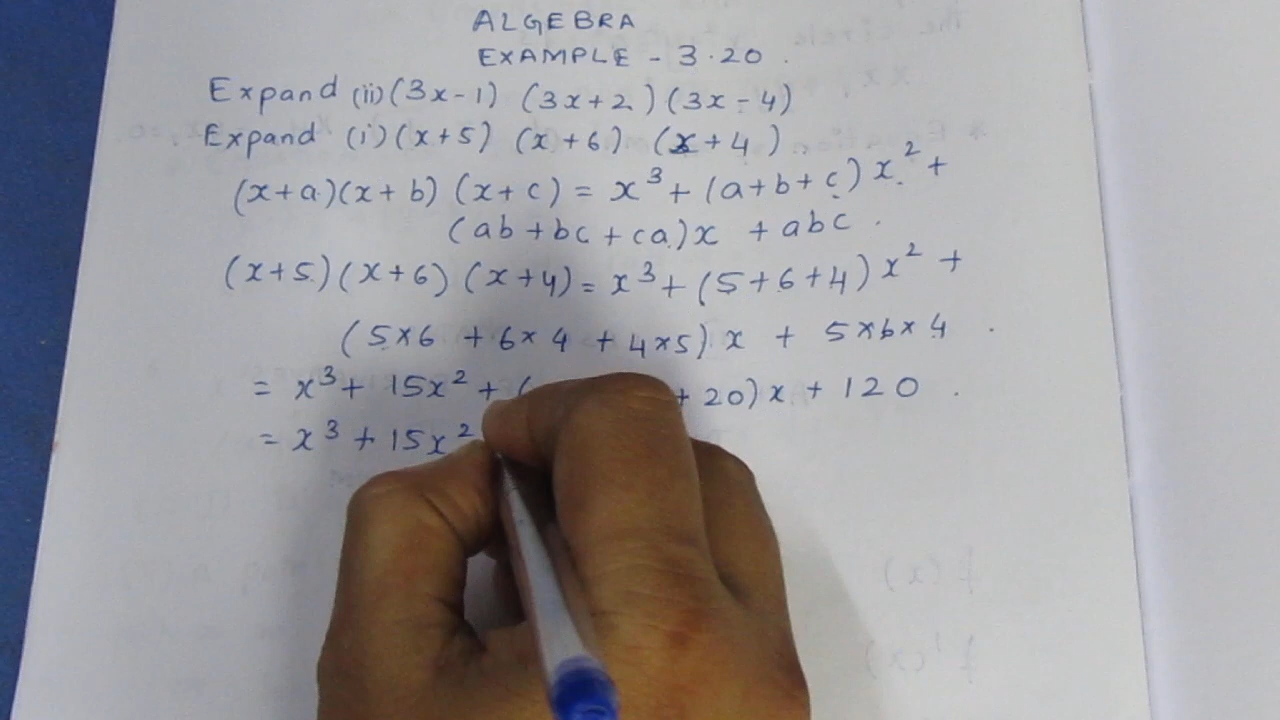 ALGEBRA
EXAMPLE - 3.20.
Expand (ii) (3x-1) (3x+2) (3x-4)
Expand (i) (x+5) (x+6) (x+4).
(x+a)(x+b) (x+c) = x³ + (a+b+c) x² +
(ab+bc+ca)x + abc.
(x+5)(x+6) (x+4) = x³ + (5+6+4) x² +
(5×6 + 6×4 + 4×5) x + 5×6×4.
= x³ + 15x² + ( + 20)x + 120.
= x³ + 15x²